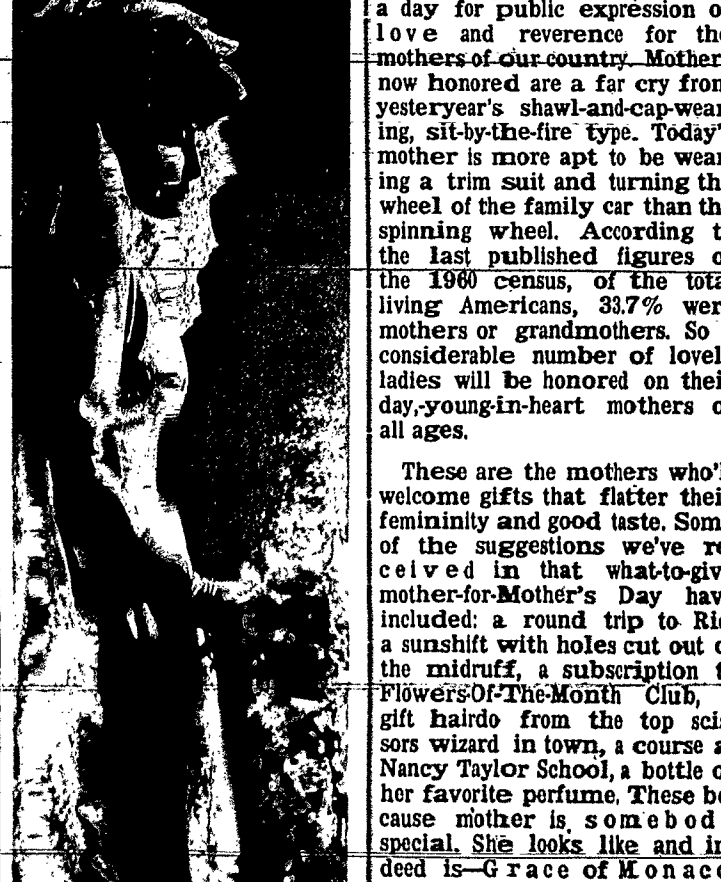 a day for public expression o
love and reverence for the
mothers of our country. Mother
now honored are a far cry from
yesteryear's shawl-and-cap-wear
ing, sit-by-the-fire type. Today'
mother is more apt to be wear
ing a trim suit and turning th
wheel of the family car than th
spinning wheel. According t
the last published figures o
the 1960 census, of the tota
living Americans, 33.7% wer
mothers or grandmothers. So
considerable number of lovel
ladies will be honored on thei
day,-young-in-heart mothers o
all ages.
These are the mothers who'l
welcome gifts that flatter thei
femininity and good taste. Som
of the suggestions we've re
ceived in that what-to-giv
mother-for-Mother's Day hav
included: a round trip to Rio
a sunshift with holes cut out o
the midruff, a subscription t
Flowers-Of-The-Month Club,
gift hairdo from the top scis
sors wizard in town, a course a
Nancy Taylor School, a bottle o
her favorite perfume. These be
cause mother is somebod
special. She looks like and in
deed is—Grace of Monaco